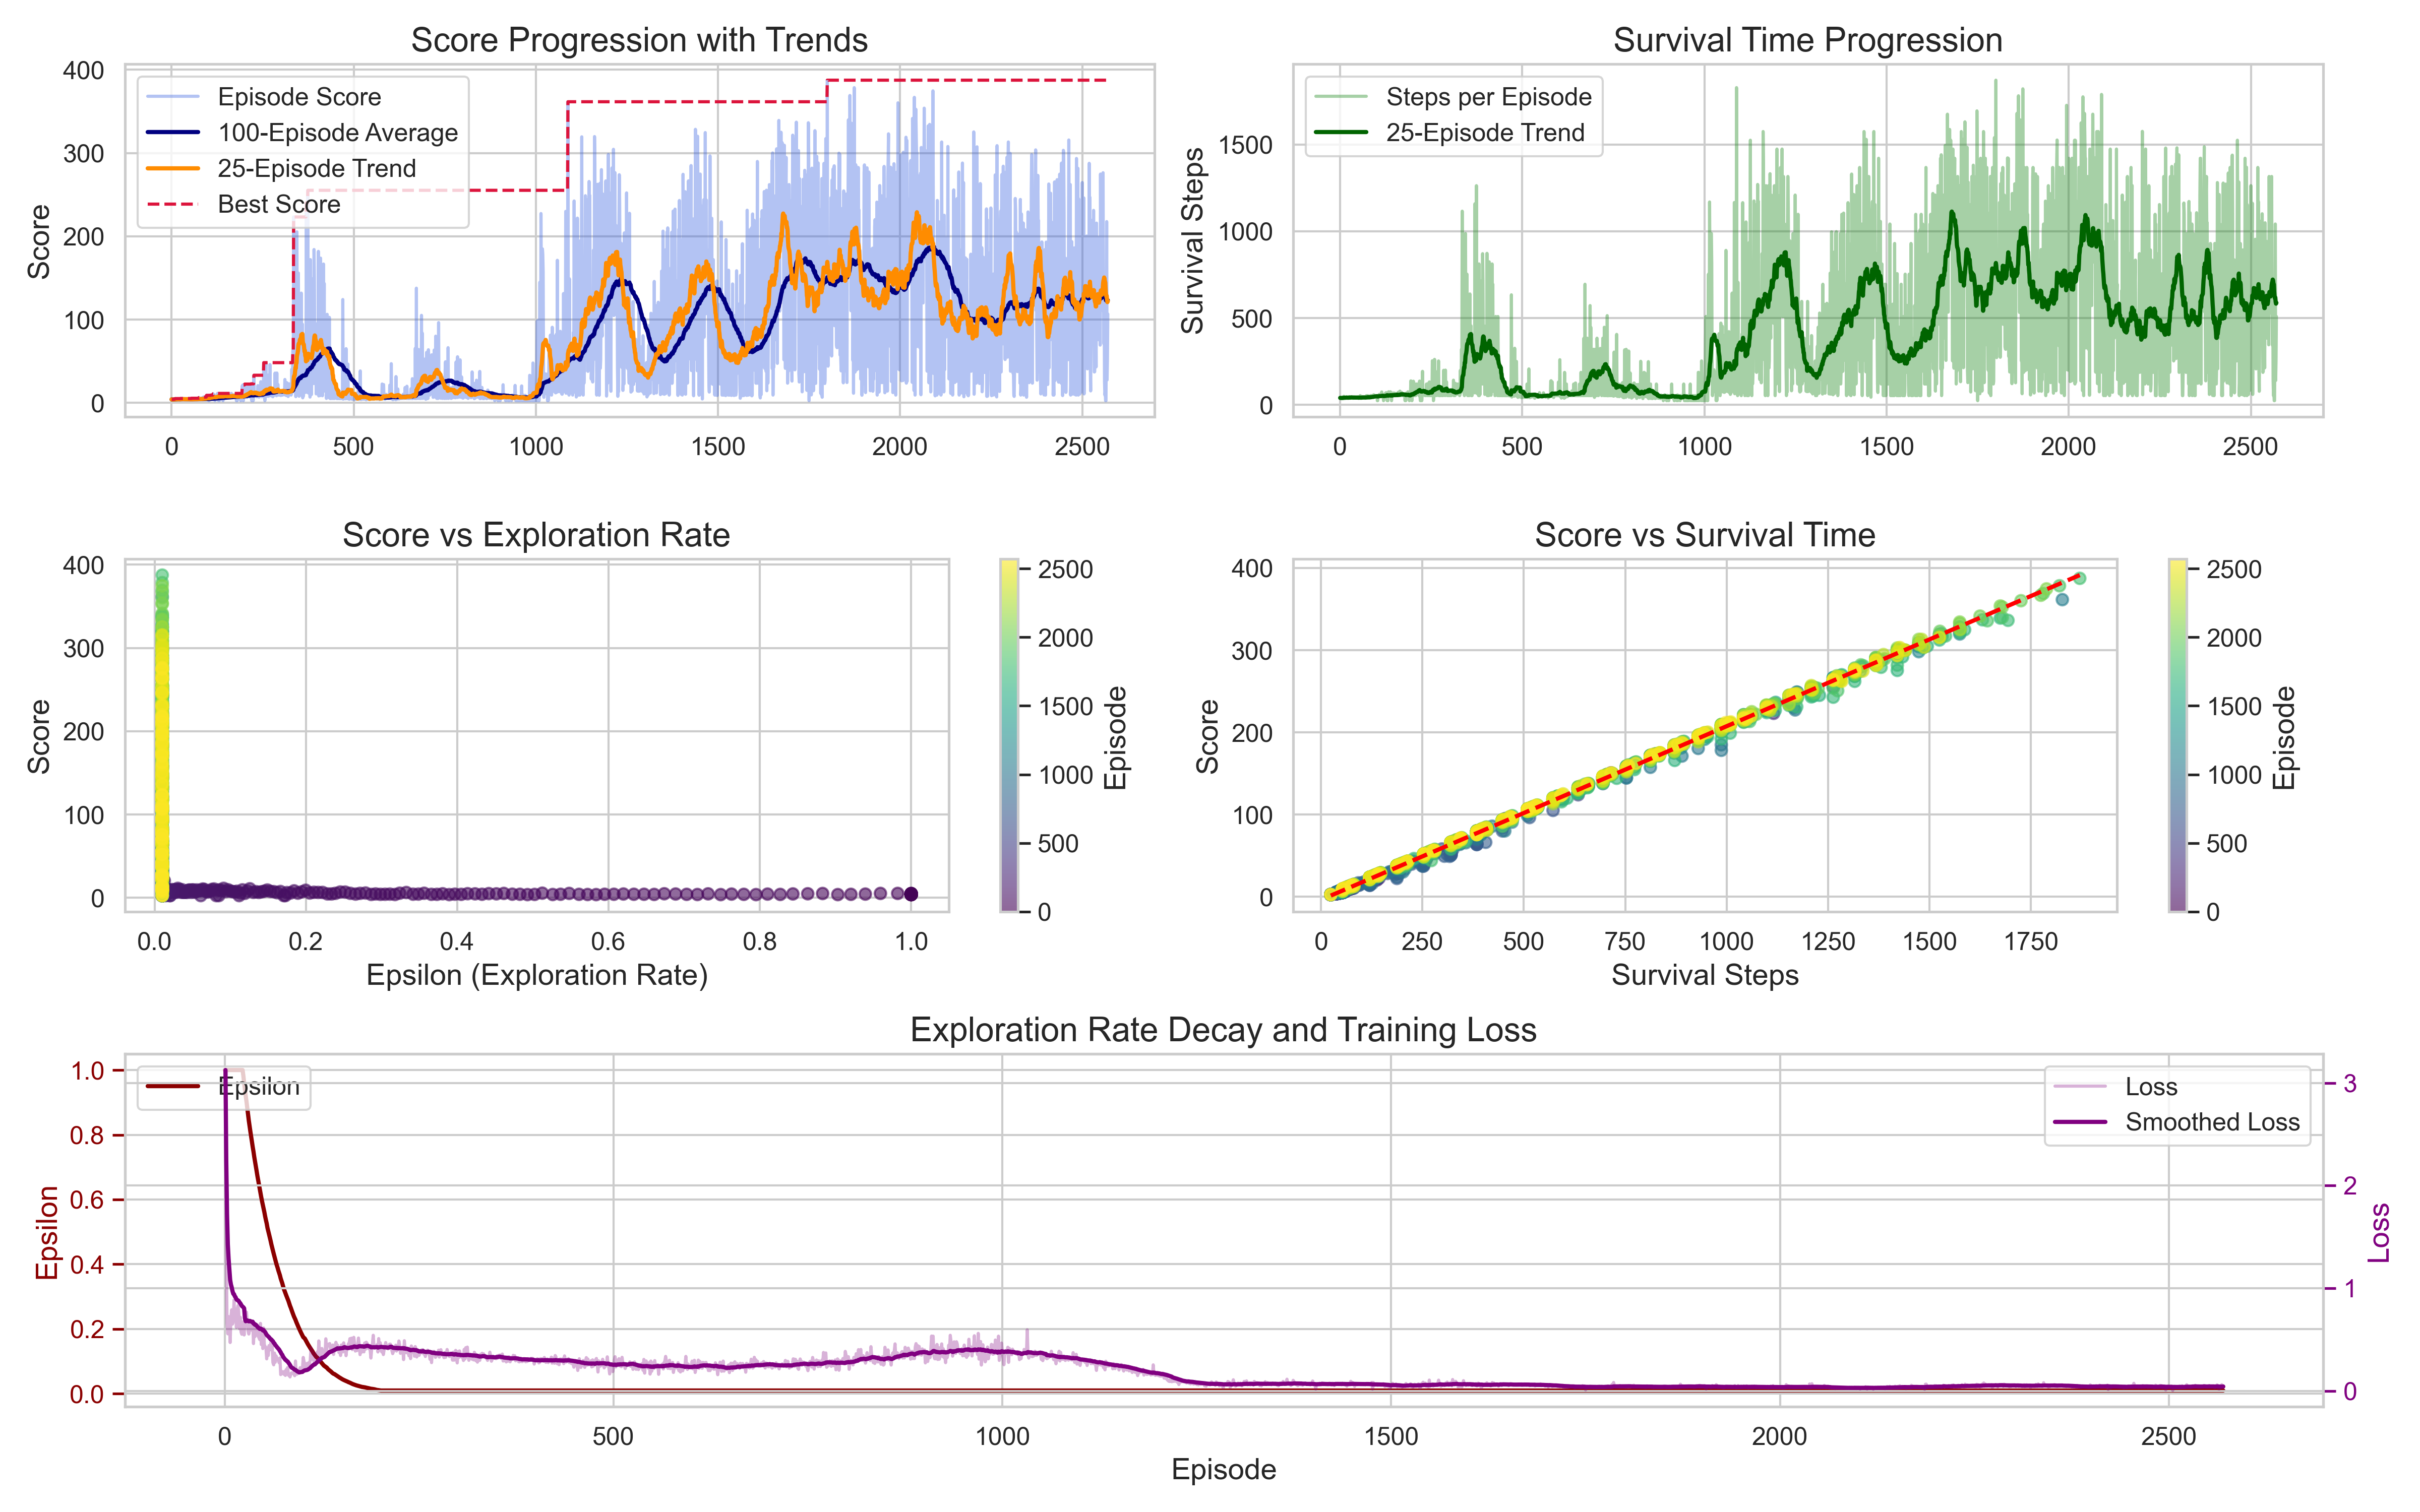 Score Progression with Trends
Score
400
300
200
100
0
Episode Score
100-Episode Average
25-Episode Trend
Best Score
0 500 1000 1500 2000 2500
Survival Time Progression
Survival Steps
1500
1000
500
0
Steps per Episode
25-Episode Trend
0 500 1000 1500 2000 2500
Score vs Exploration Rate
Score
400
300
200
100
0
0.0 0.2 0.4 0.6 0.8 1.0
Epsilon (Exploration Rate)
2500
2000
1500
1000
500
0
Episode
Score vs Survival Time
Score
400
300
200
100
0
0 250 500 750 1000 1250 1500 1750
Survival Steps
2500
2000
1500
1000
500
0
Episode
Exploration Rate Decay and Training Loss
Epsilon
1.0
0.8
0.6
0.4
0.2
0.0
Epsilon
Loss
Smoothed Loss
3
2
1
0
Loss
0 500 1000 1500 2000 2500
Episode